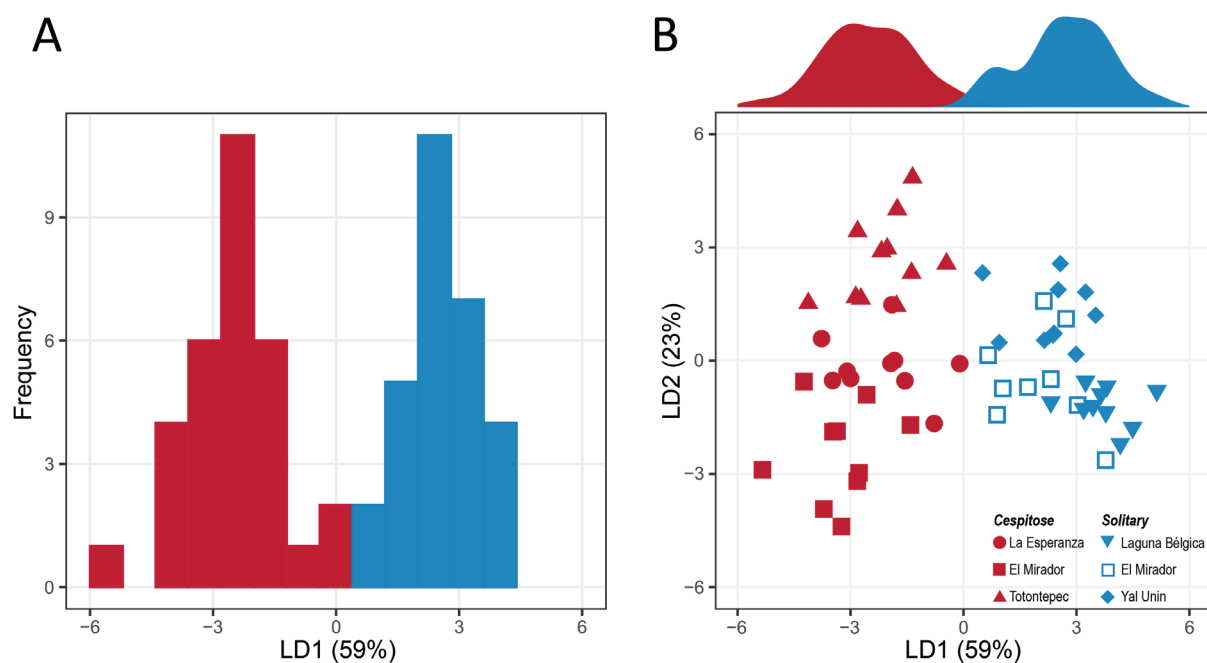 A
B
9
6
3
0
Frequency
−6
−3
0
3
6
LD1 (59%)
6
3
0
−3
−6
LD2 (23%)
Cespitose
La Esperanza
El Mirador
Totontepec
Solitary
Laguna Bélgica
El Mirador
Yal Unin
−6
−3
0
3
6
LD1 (59%)